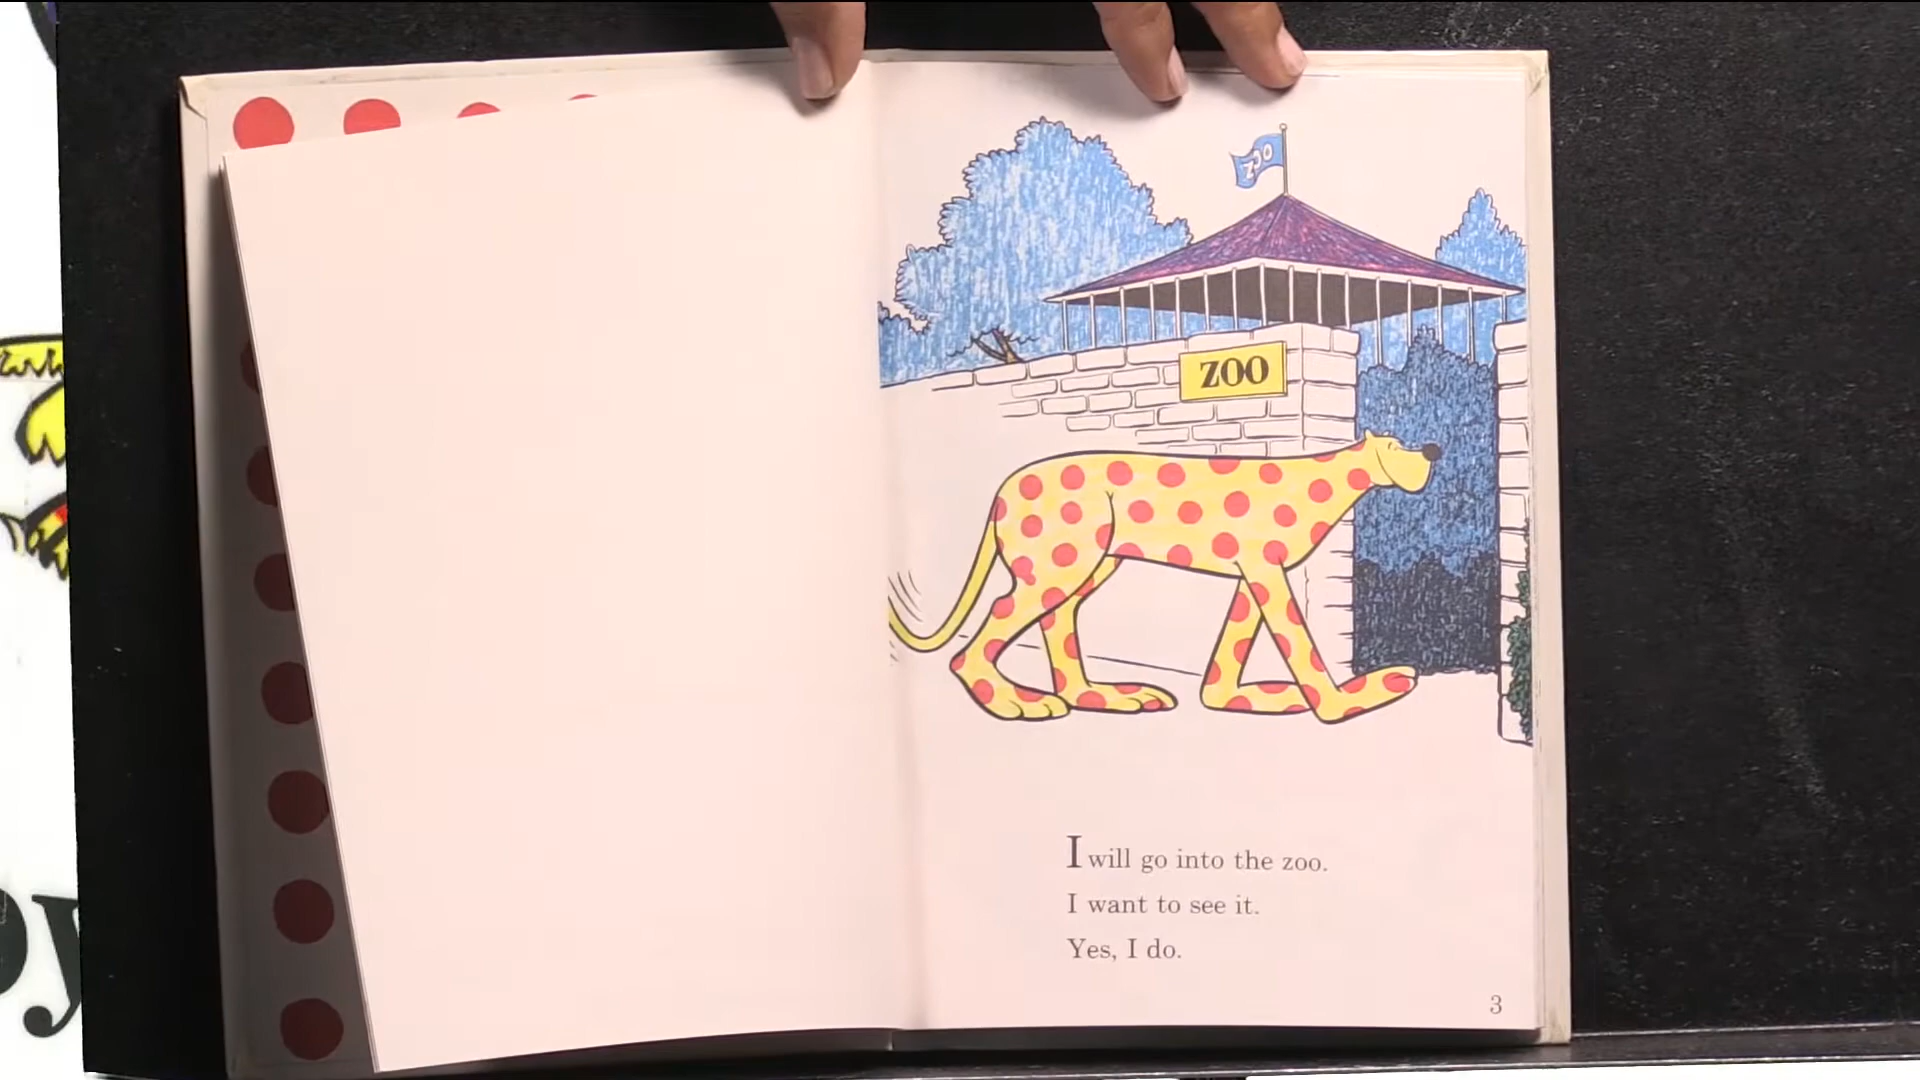 ZOO
ZOO
I will go into the zoo.
I want to see it.
Yes, I do.
3